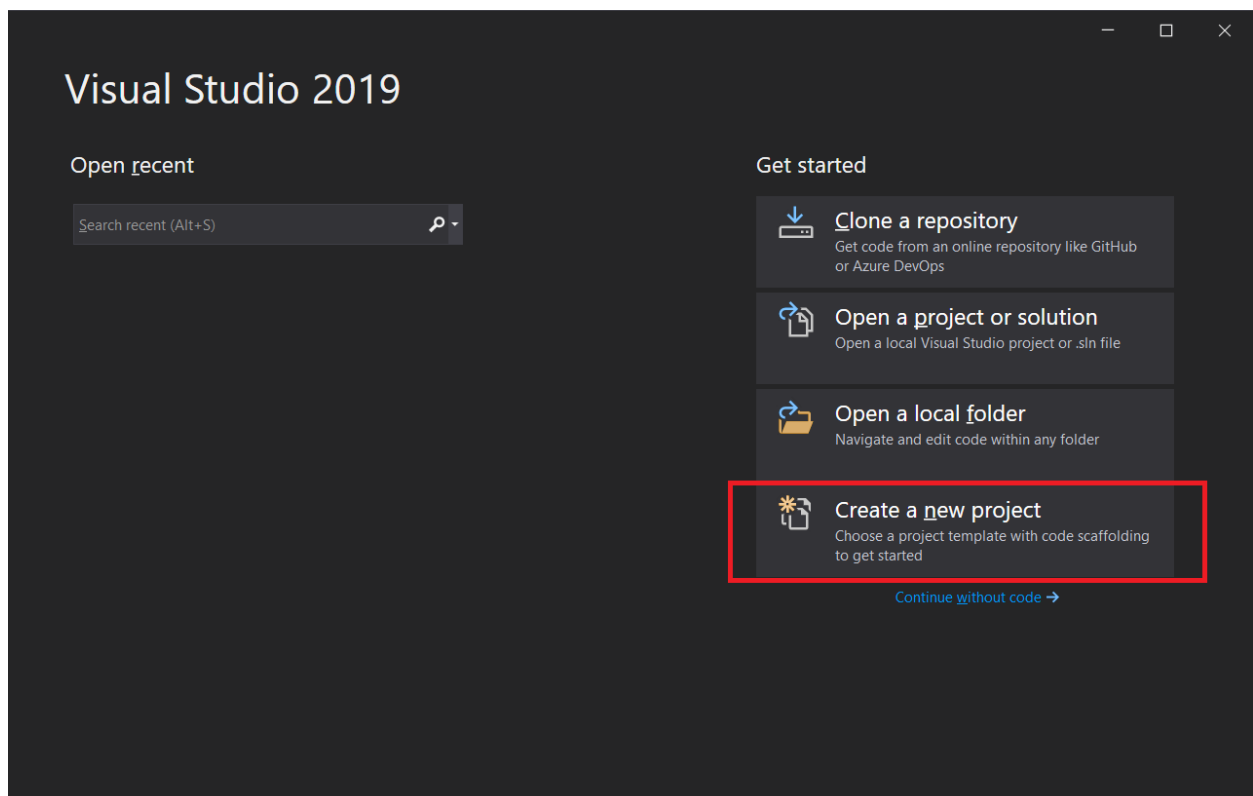 Visual Studio 2019
Open recent
Search recent (Alt+S)
Get started
Clone a repository
Get code from an online repository like GitHub
or Azure DevOps
Open a project or solution
Open a local Visual Studio project or .sln file
Open a local folder
Navigate and edit code within any folder
Create a new project
Choose a project template with code scaffolding
to get started
Continue without code →